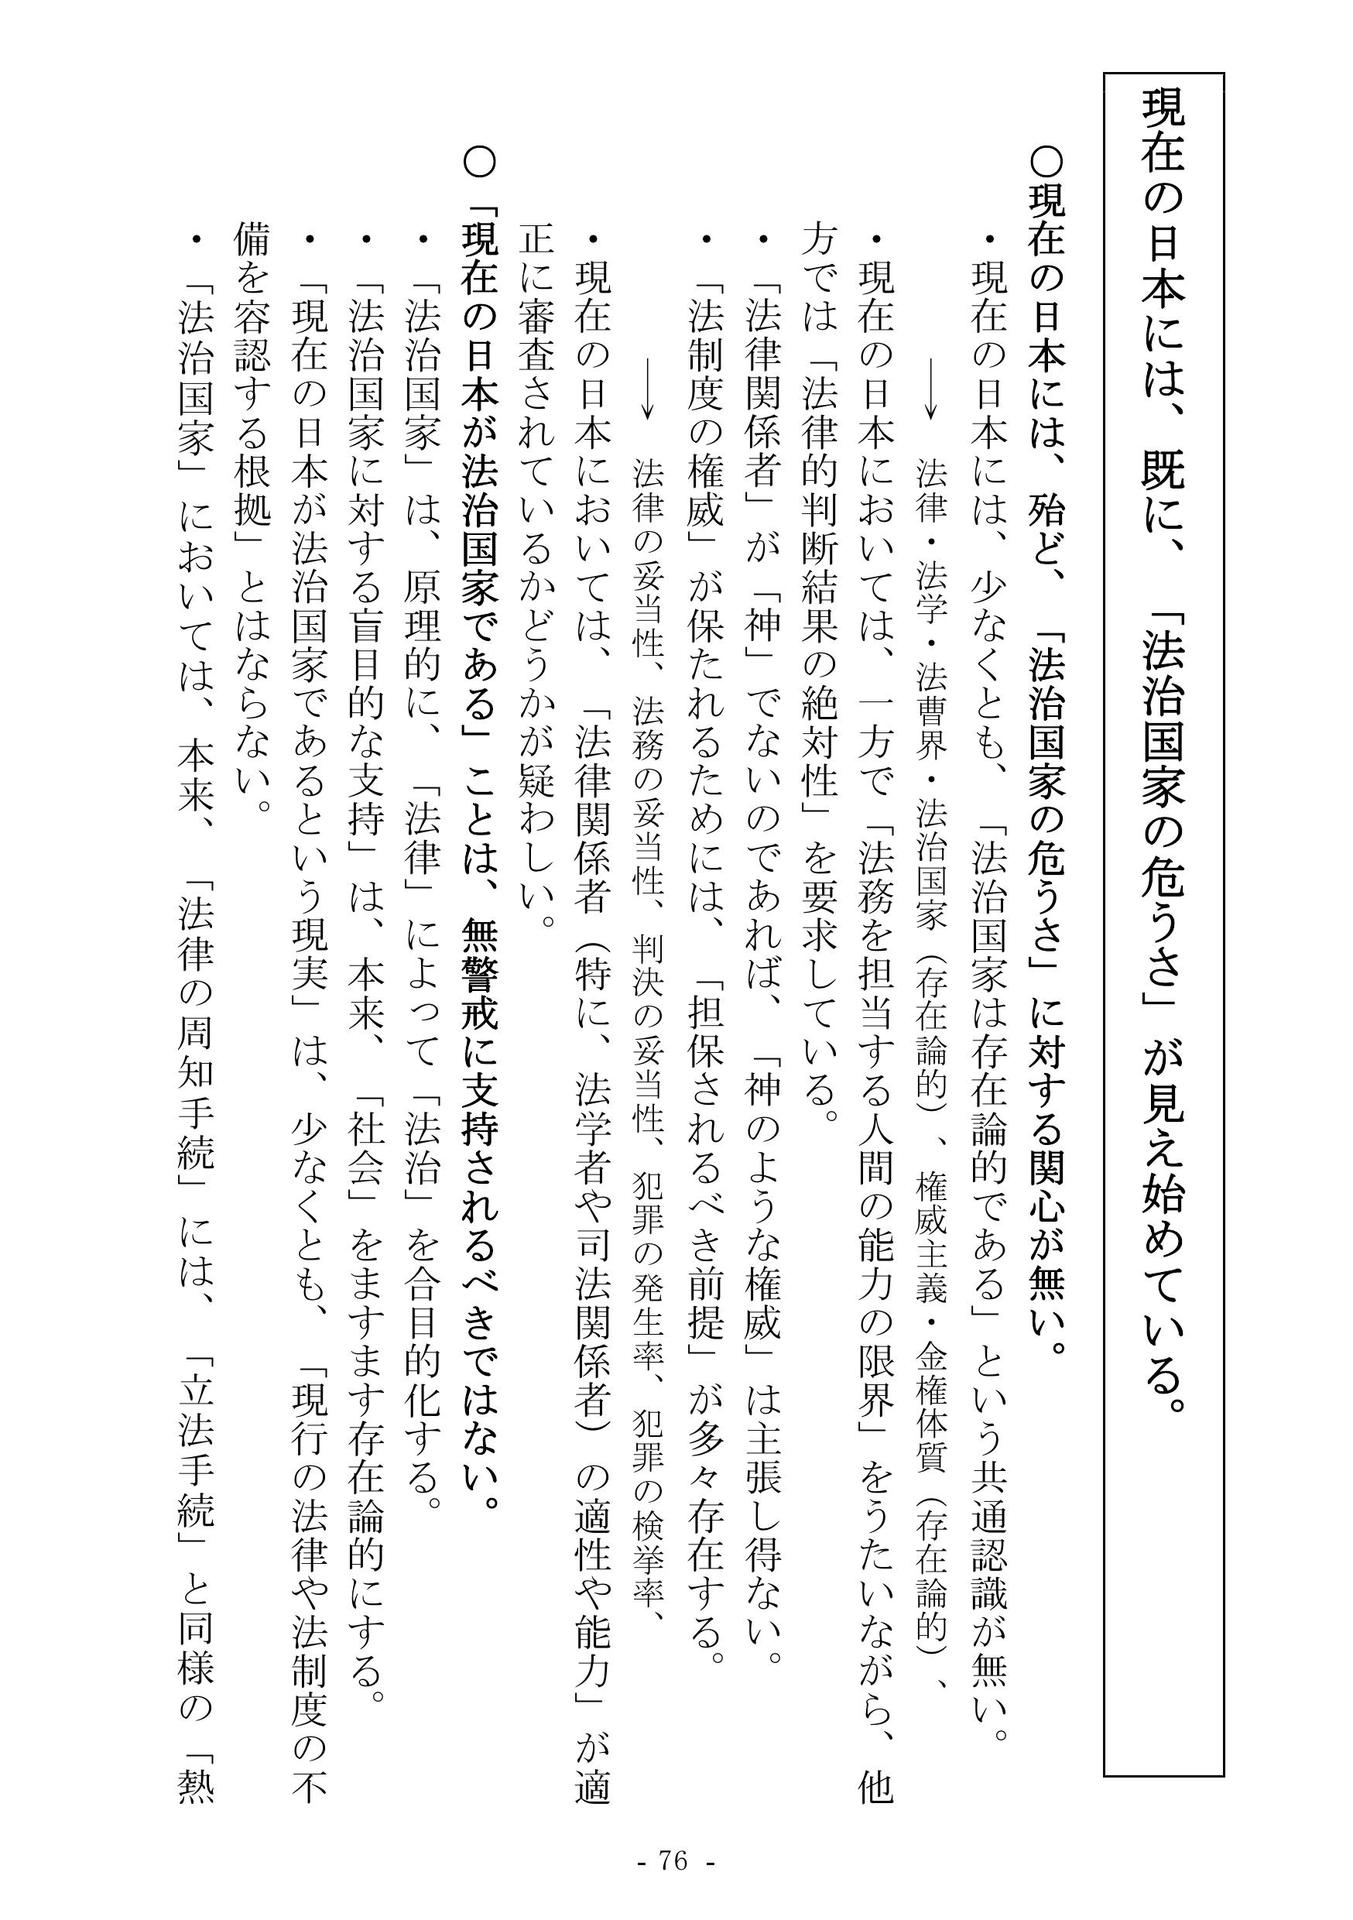 現在の日本には、既に、「法治国家の危うさ」が見え始めている。
〇現在の日本には、殆ど、「法治国家の危うさ」に対する関心が無い。
・現在の日本には、少なくとも、「法治国家は存在論的である」という共通認識が無い。
→ 法律・法学・法曹界・法治国家（存在論的）、権威主義・金権体質（存在論的）、
・現在の日本においては、一方で「法務を担当する人間の能力の限界」をうたいながら、他
方では「法律的判断結果の絶対性」を要求している。
・「法律関係者」が「神」でないのであれば、「神のような権威」は主張し得ない。
・「法制度の権威」が保たれるためには、「担保されるべき前提」が多々存在する。
→ 法律の妥当性、法務の妥当性、判決の妥当性、犯罪の発生率、犯罪の検挙率、
・現在の日本においては、「法律関係者（特に、法学者や司法関係者）の適性や能力」が適
正に審査されているかどうかが疑わしい。
〇「現在の日本が法治国家である」ことは、無警戒に支持されるべきではない。
・「法治国家」は、原理的に、「法律」によって「法治」を合目的化する。
・「法治国家に対する盲目的な支持」は、本来、「社会」をますます存在論的にする。
・「現在の日本が法治国家であるという現実」は、少なくとも、「現行の法律や法制度の不
備を容認する根拠」とはならない。
・「法治国家」においては、本来、「法律の周知手続」には、「立法手続」と同様の「熱
- 76 -